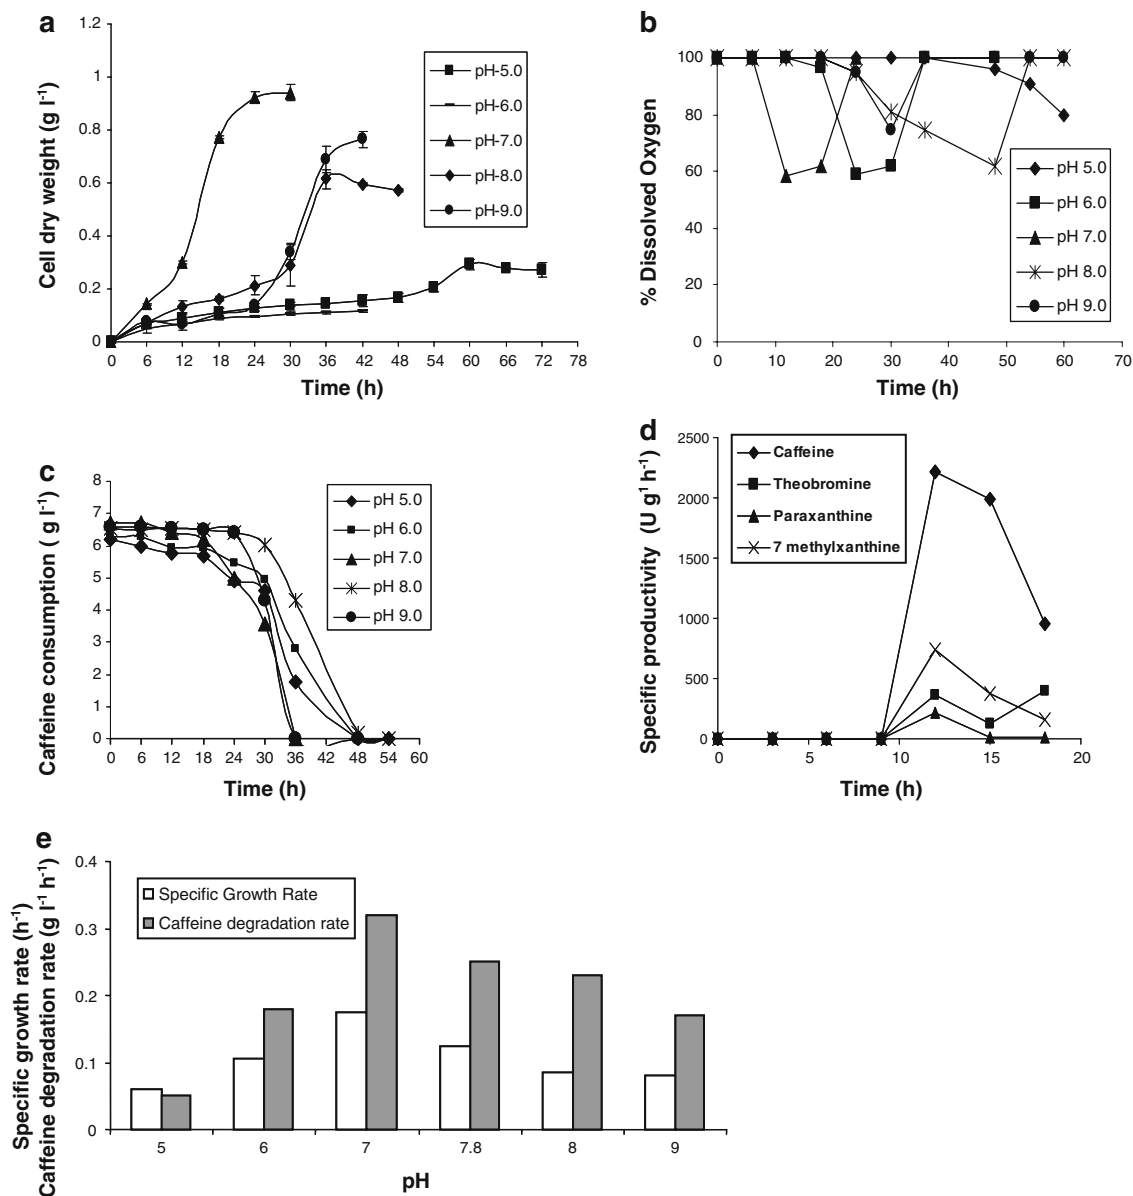 a
1.2
1
0.8
0.6
0.4
0.2
0
Cell dry weight (g l-1)
pH-5.0
pH-6.0
pH-7.0
pH-8.0
pH-9.0
0 6 12 18 24 30 36 42 48 54 60 66 72 78
Time (h)
b
100
80
60
40
20
0
% Dissolved Oxygen
pH 5.0
pH 6.0
pH 7.0
pH 8.0
pH 9.0
0 10 20 30 40 50 60 70
Time (h)
c
8
7
6
5
4
3
2
1
0
Caffeine consumption ( g l-1)
pH 5.0
pH 6.0
pH 7.0
pH 8.0
pH 9.0
0 6 12 18 24 30 36 42 48 54 60
Time (h)
d
2500
2000
1500
1000
500
0
Specific productivity (U g1 h-1)
Caffeine
Theobromine
Paraxanthine
7 methylxanthine
0 5 10 15 20
Time (h)
e
0.4
0.3
0.2
0.1
0
Specific growth rate (h-1)
Caffeine degradation rate (g l-1 h-1)
Specific Growth Rate
Caffeine degradation rate
5 6 7 7.8 8 9
pH